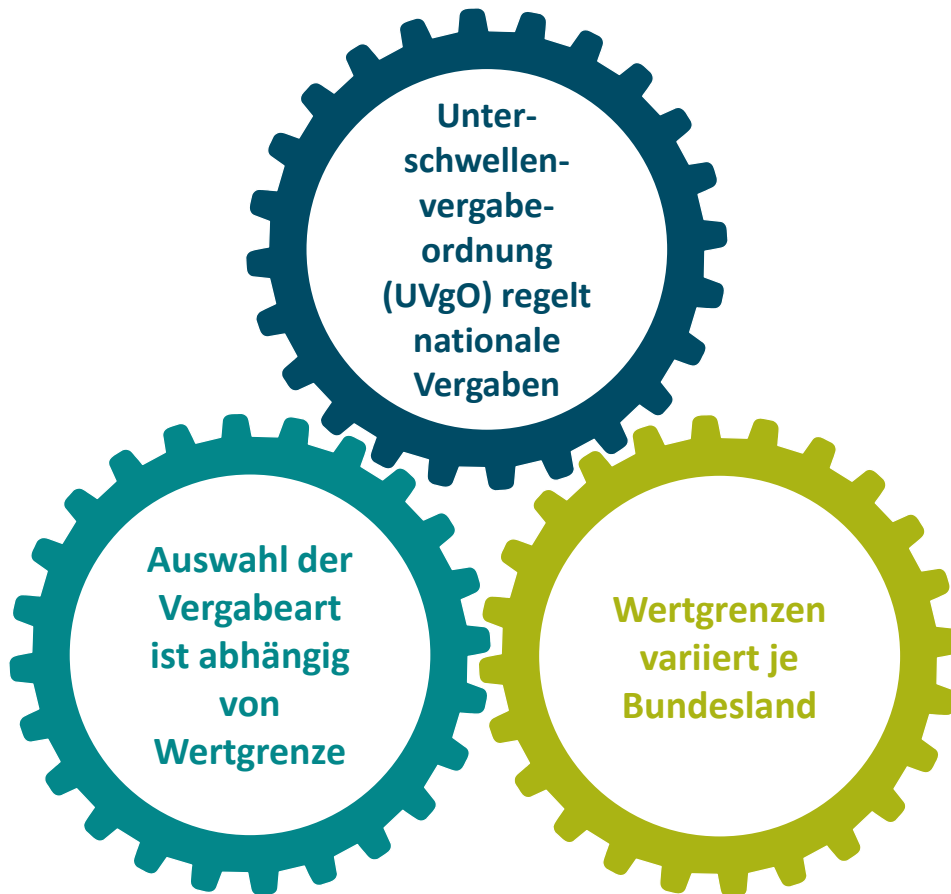 Unter-
schwellen-
vergabe-
ordnung
(UVgO) regelt
nationale
Vergaben
Auswahl der
Vergabeart
ist abhängig
von
Wertgrenze
Wertgrenzen
variiert je
Bundesland